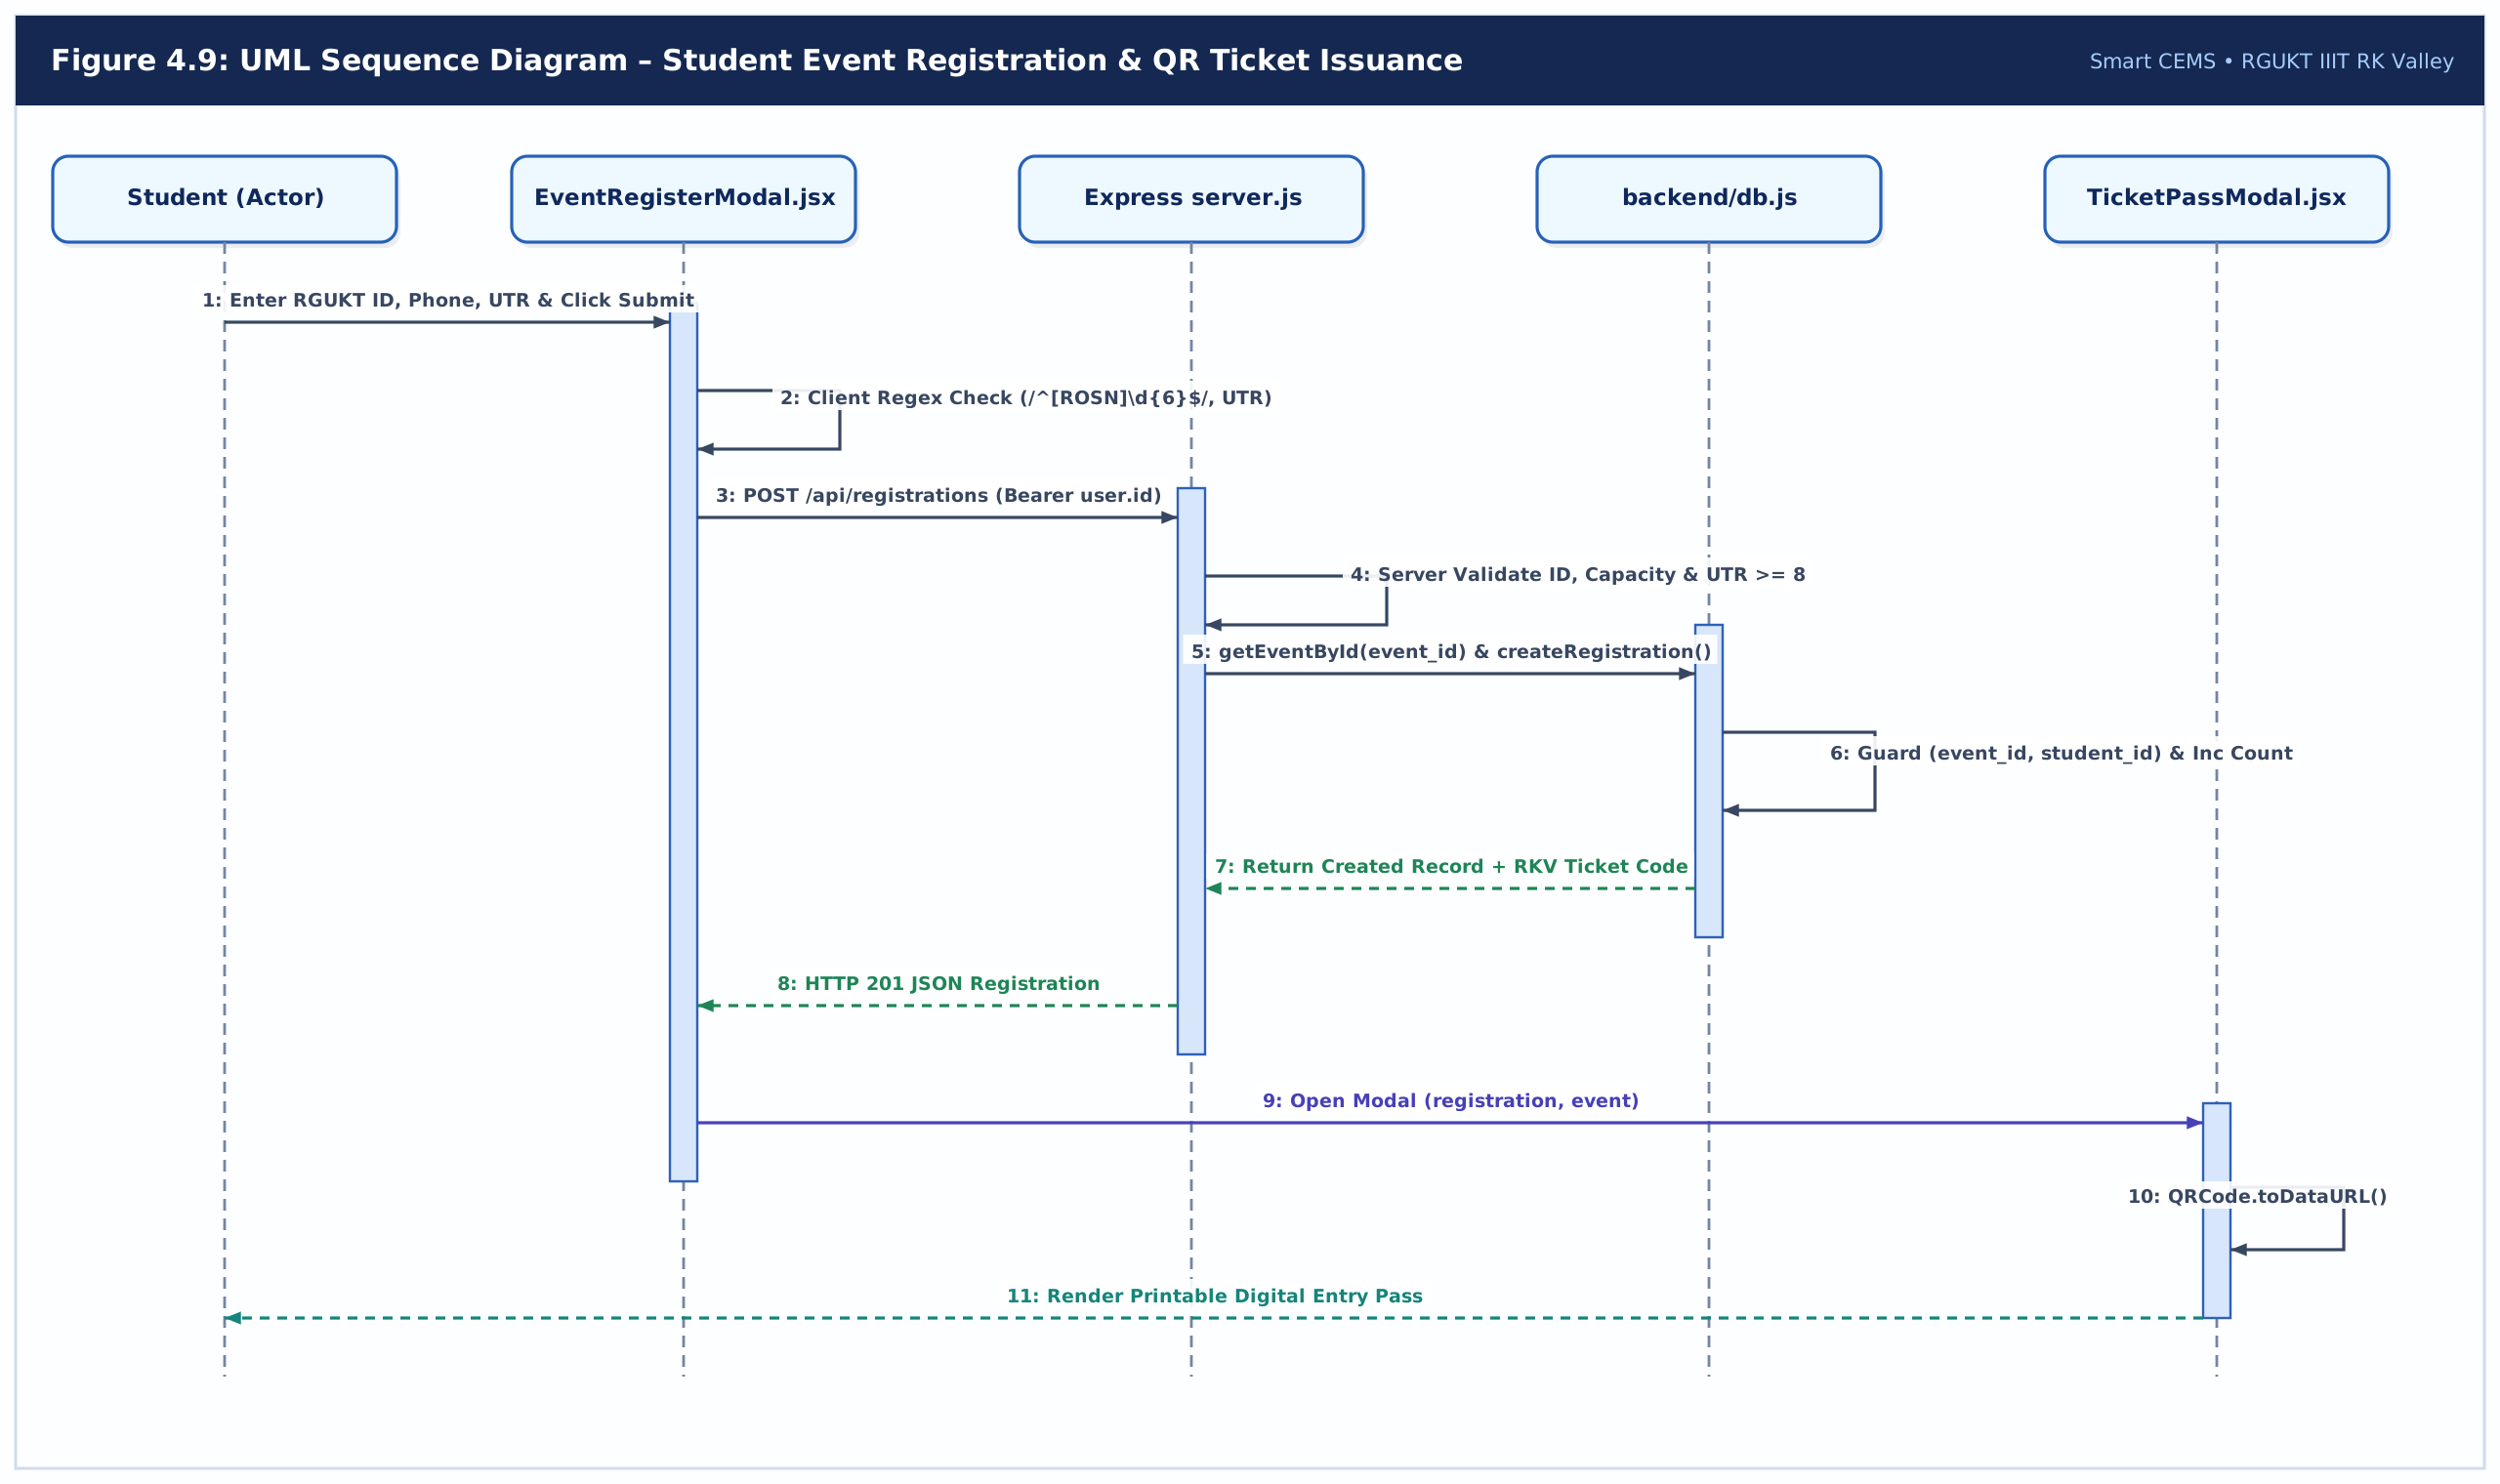 Figure 4.9: UML Sequence Diagram – Student Event Registration & QR Ticket Issuance
Smart CEMS • RGUKT IIIT RK Valley
Student (Actor)
EventRegisterModal.jsx
Express server.js
backend/db.js
TicketPassModal.jsx
1: Enter RGUKT ID, Phone, UTR & Click Submit
2: Client Regex Check (/^[ROSN]\d{6}$/, UTR)
3: POST /api/registrations (Bearer user.id)
4: Server Validate ID, Capacity & UTR >= 8
5: getEventById(event_id) & createRegistration()
6: Guard (event_id, student_id) & Inc Count
7: Return Created Record + RKV Ticket Code
8: HTTP 201 JSON Registration
9: Open Modal (registration, event)
10: QRCode.toDataURL()
11: Render Printable Digital Entry Pass